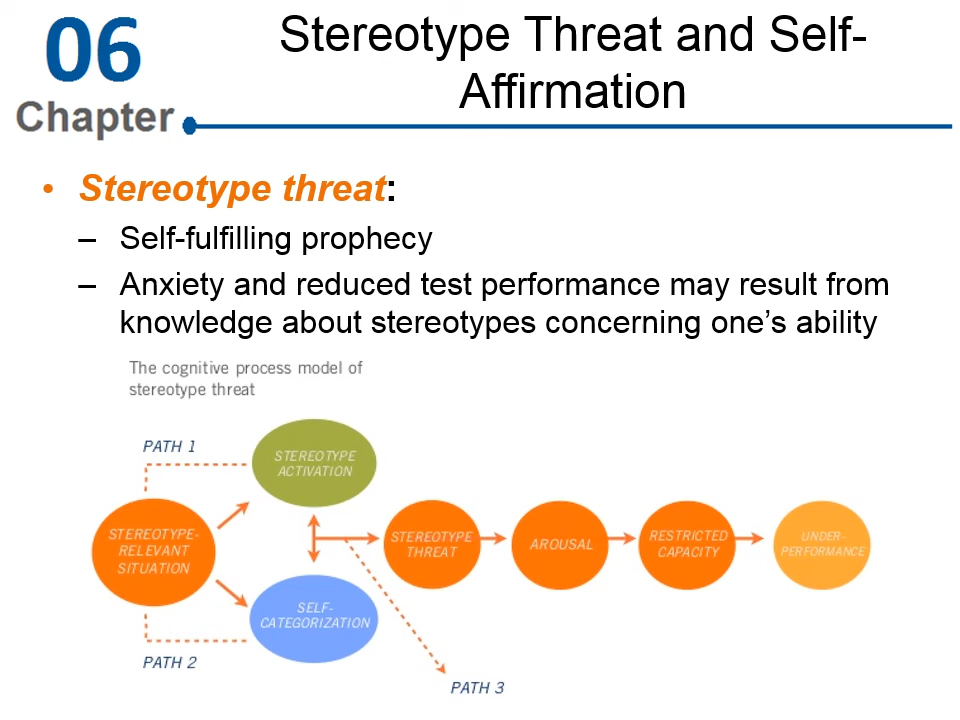 06
Chapter
Stereotype Threat and Self-
Affirmation
• Stereotype threat:
– Self-fulfilling prophecy
– Anxiety and reduced test performance may result from
knowledge about stereotypes concerning one’s ability
The cognitive process model of
stereotype threat
PATH 1
STEREOTYPE
ACTIVATION
STEREOTYPE-
RELEVANT
SITUATION
STEREOTYPE
THREAT
AROUSAL
RESTRICTED
CAPACITY
UNDER-
PERFORMANCE
SELF-
CATEGORIZATION
PATH 2
PATH 3